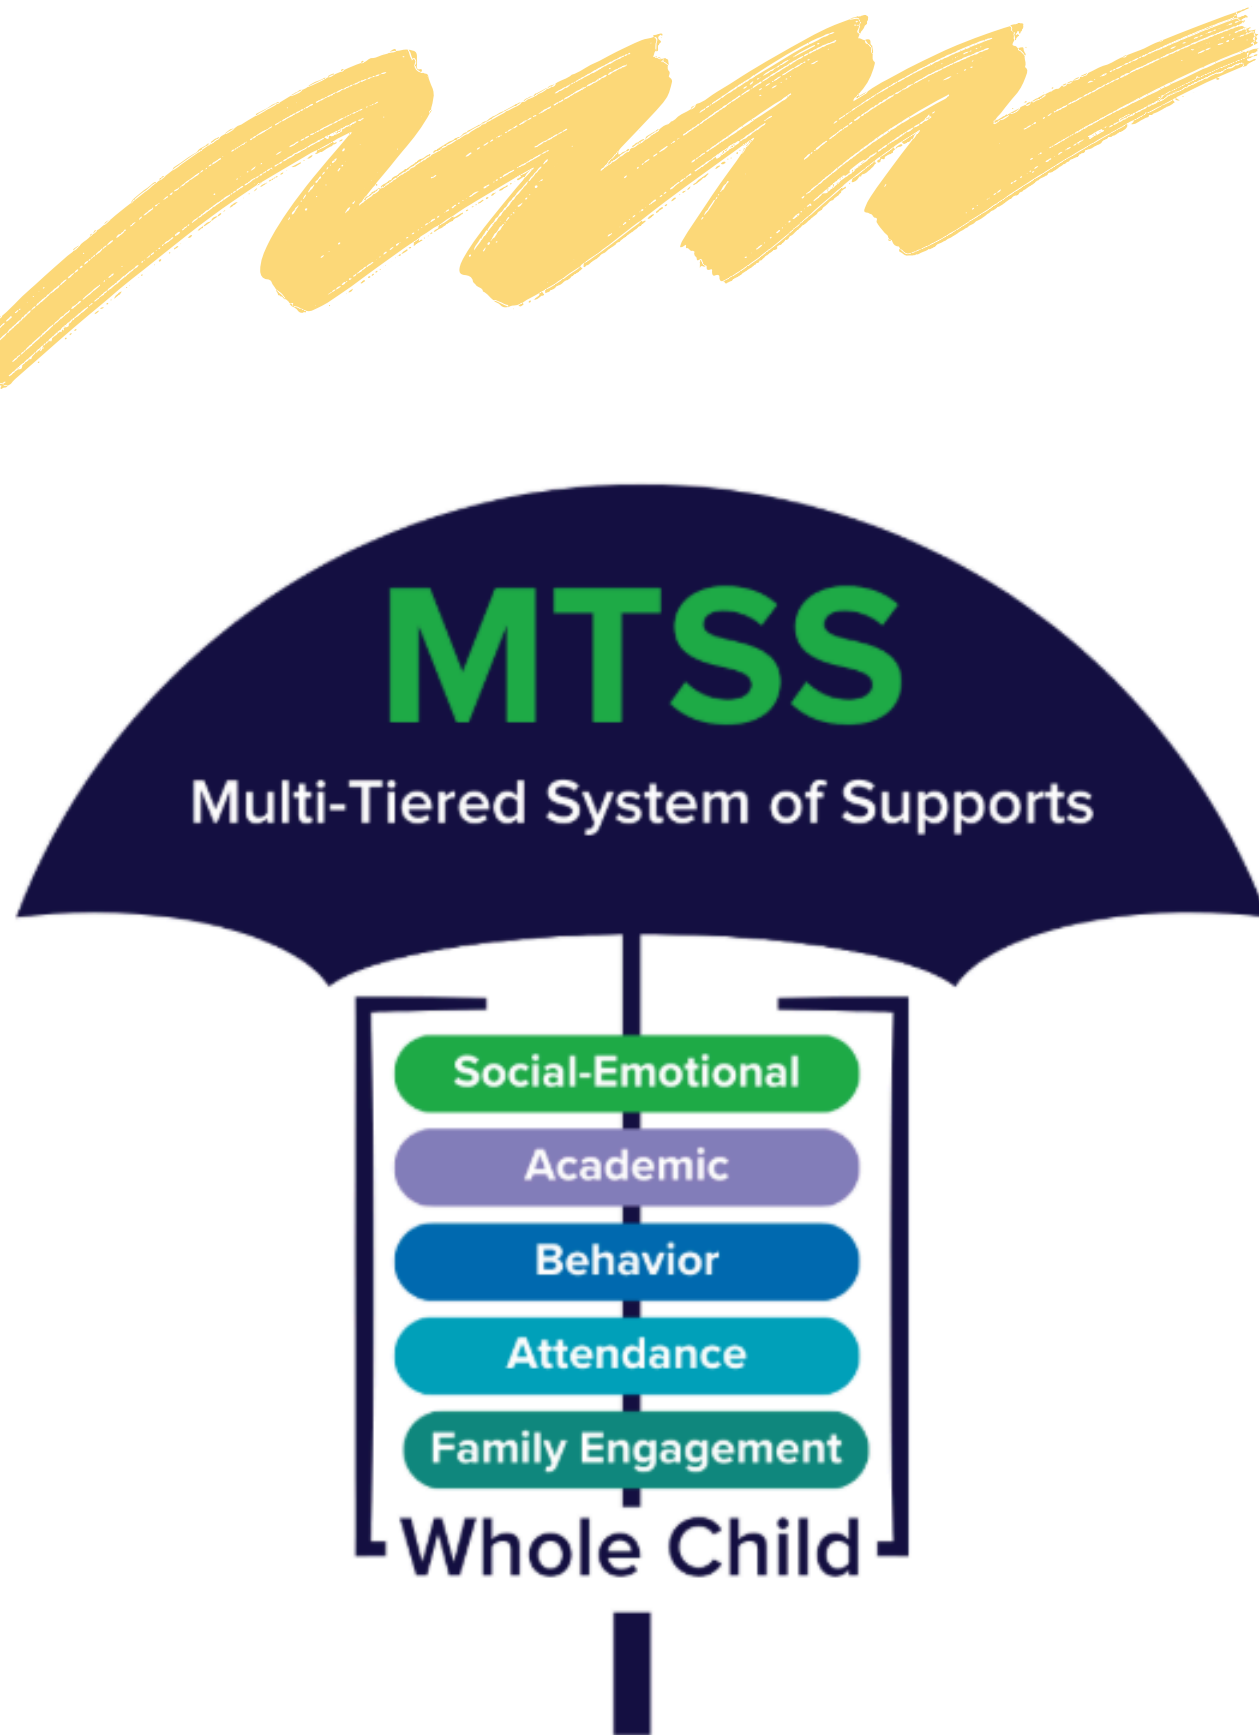 MTSS
Multi-Tiered System of Supports
Social-Emotional
Academic
Behavior
Attendance
Family Engagement
Whole Child